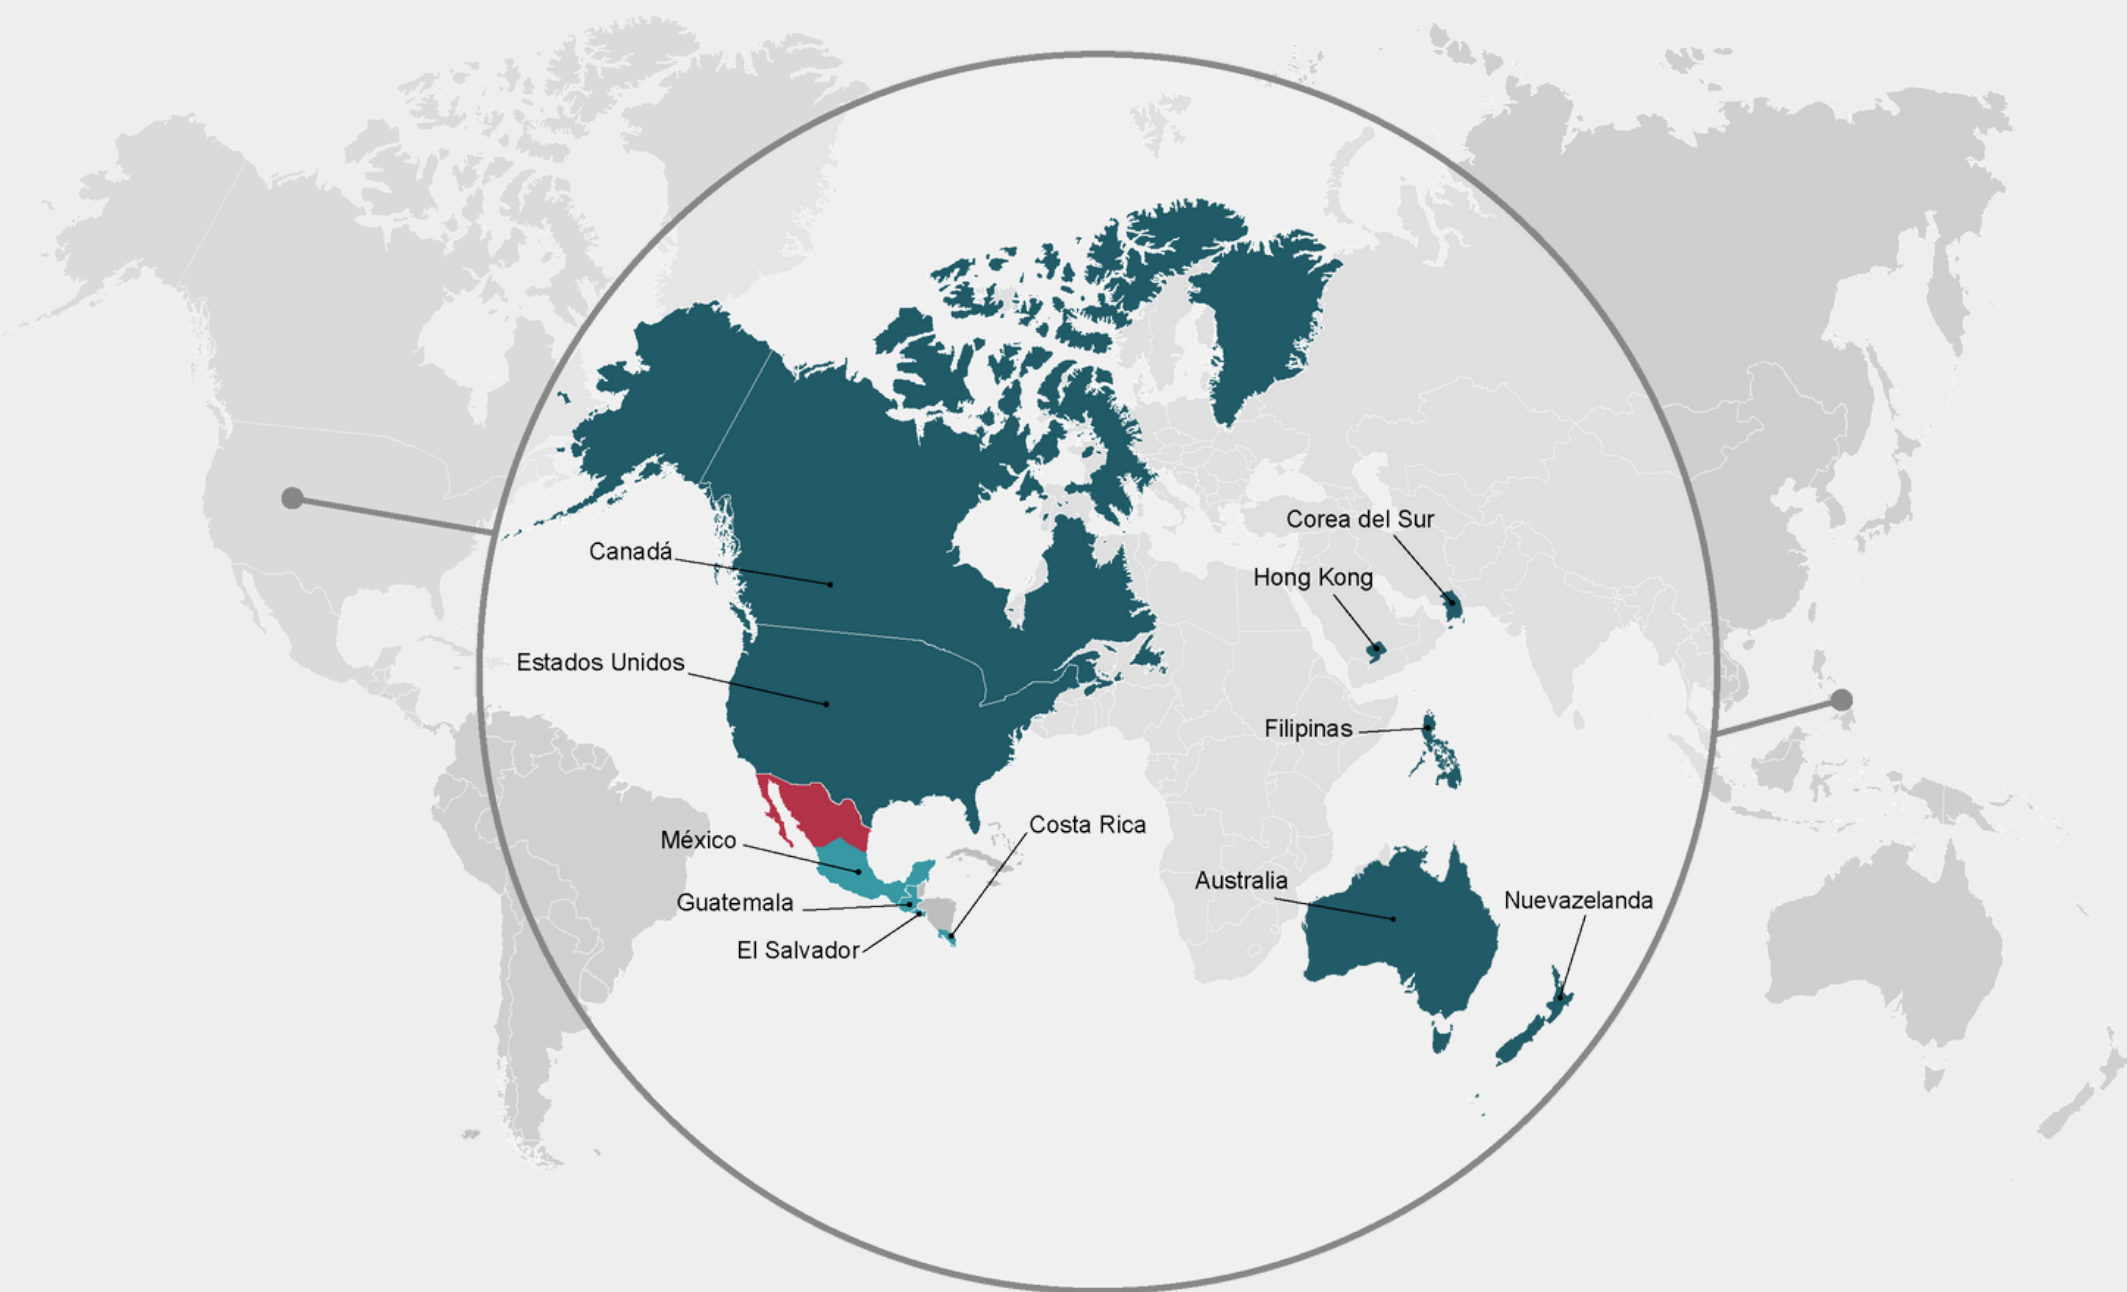 Corea del Sur
Canadá
Hong Kong
Estados Unidos
Filipinas
Costa Rica
México
Australia
Guatemala
Nuevazelanda
El Salvador